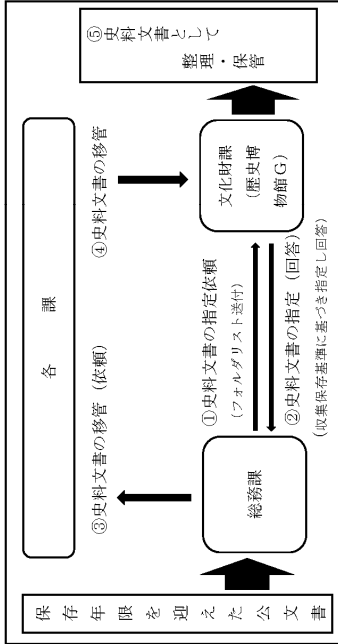 各課
③史料文書の移管（依頼）
④史料文書の移管
保存年限を迎えた公文書
総務課
①史料文書の指定依頼
(フォルダリスト送付)
②史料文書の指定（回答）
(収集保存基準に基づき指定し回答)
文化財課
(歴史博
物館G)
⑤史料文書として
整理・保管